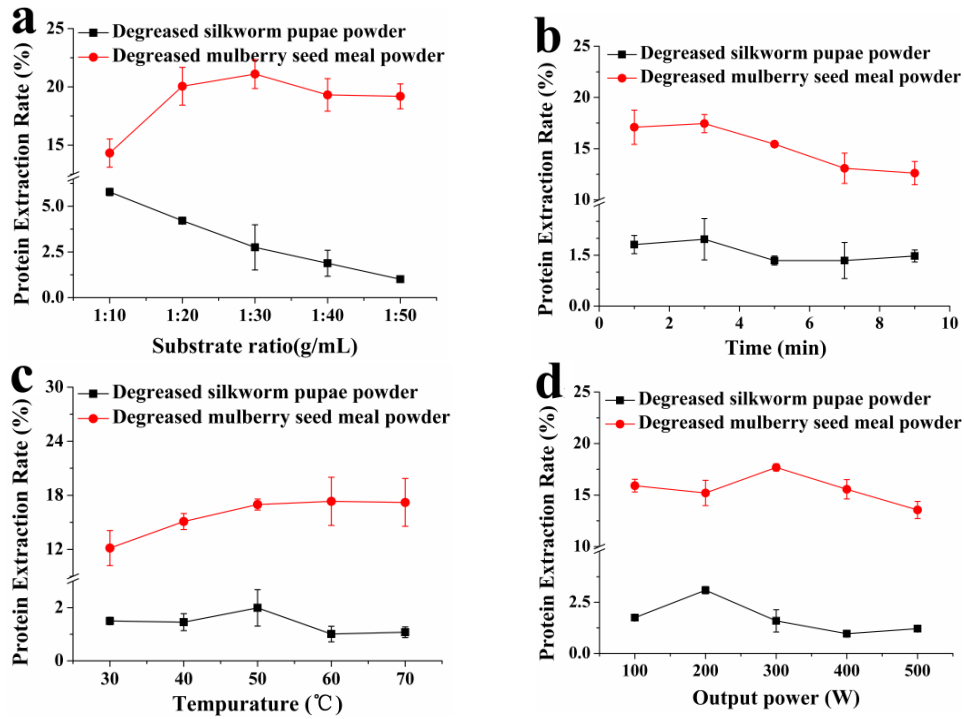 a
Degreased silkworm pupae powder
Degreased mulberry seed meal powder
Protein Extraction Rate (%)
25
20
15
5.0
2.5
0.0
1:10 1:20 1:30 1:40 1:50
Substrate ratio(g/mL)
b
Degreased silkworm pupae powder
Degreased mulberry seed meal powder
Protein Extraction Rate (%)
25
20
15
10
1.5
0.0
0 2 4 6 8 10
Time (min)
c
Degreased silkworm pupae powder
Degreased mulberry seed meal powder
Protein Extraction Rate (%)
30
24
18
12
2
1
0
30 40 50 60 70
Tempurature (℃)
d
Degreased silkworm pupae powder
Degreased mulberry seed meal powder
Protein Extraction Rate (%)
25
20
15
10
2.5
0.0
100 200 300 400 500
Output power (W)